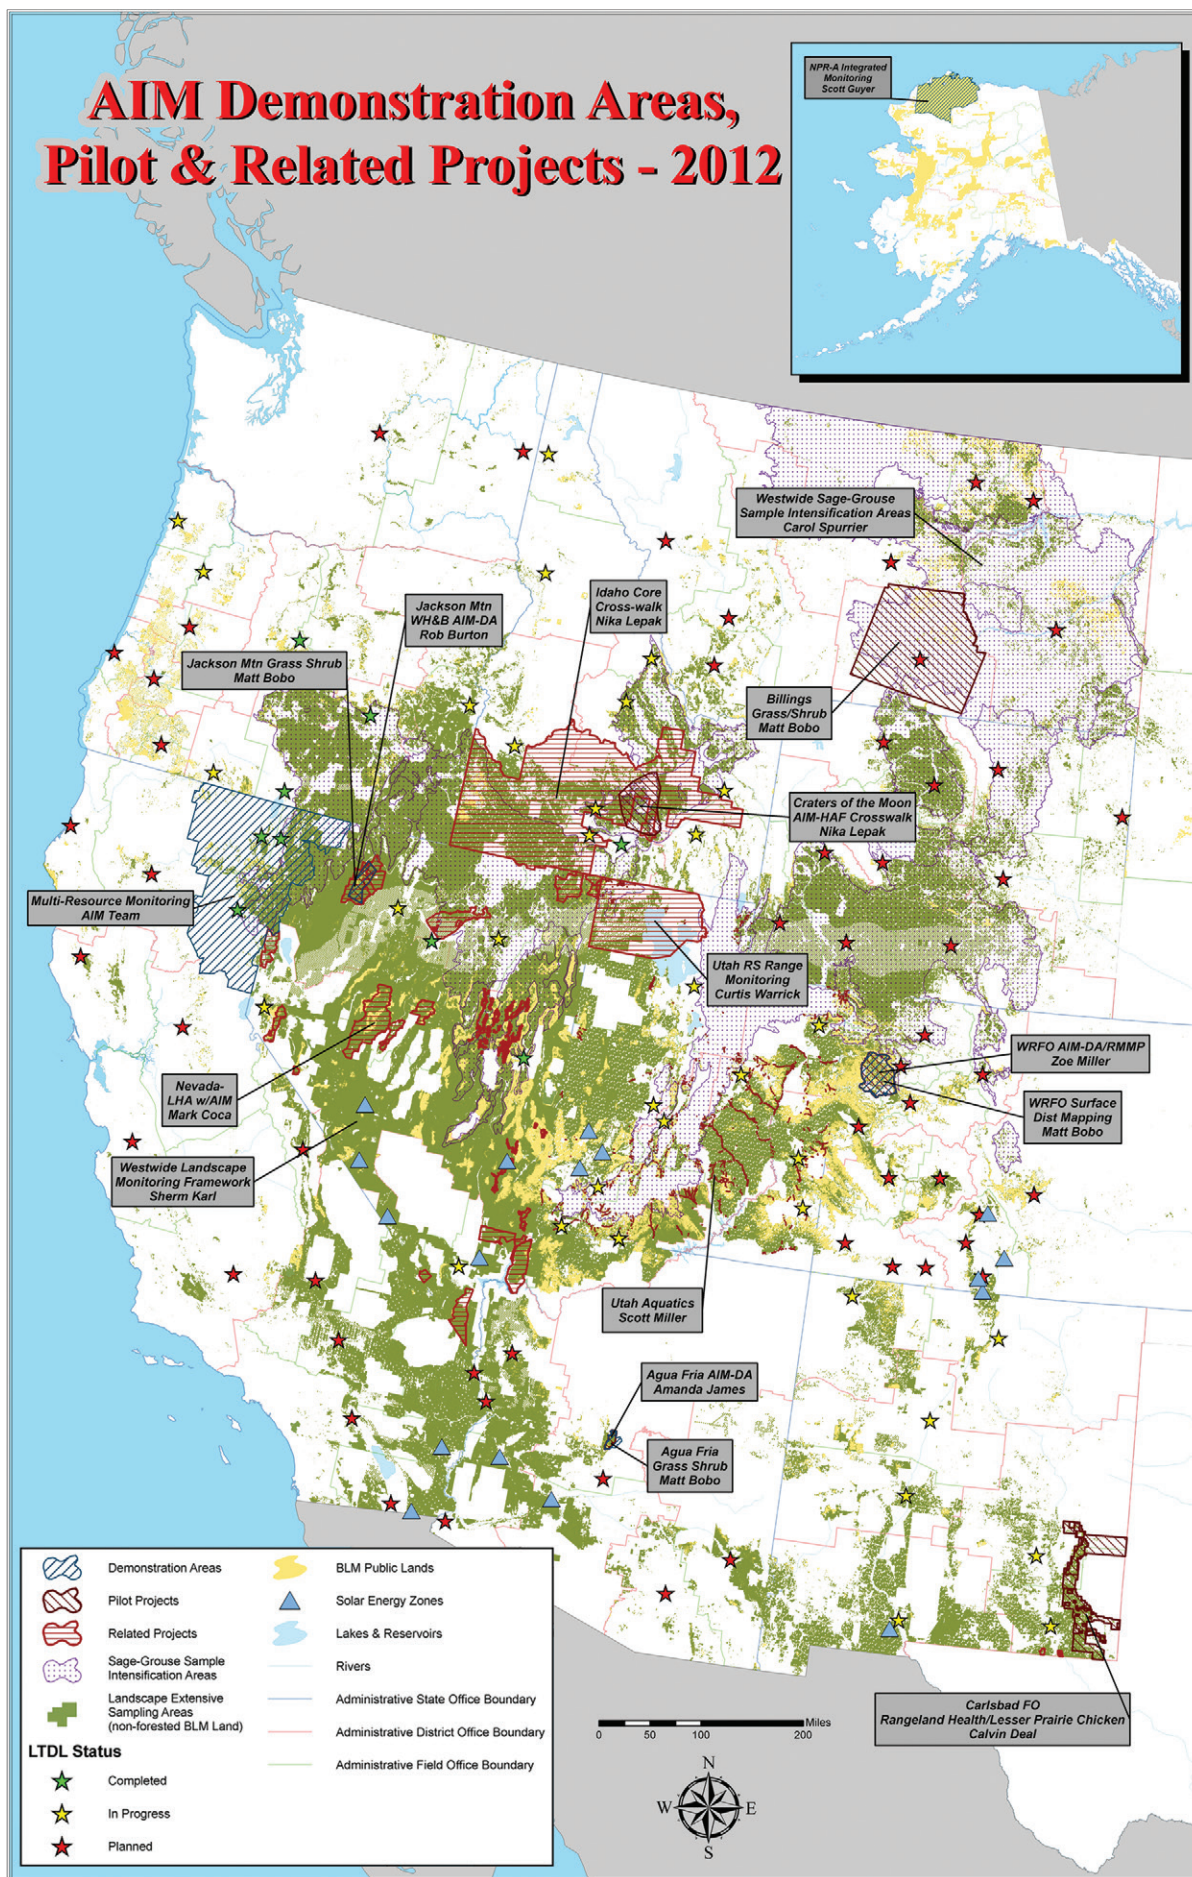 AIM Demonstration Areas,
Pilot & Related Projects - 2012
NPR-A Integrated
Monitoring
Scott Guyer
Westwide Sage-Grouse
Sample Intensification Areas
Carol Spurrier
Idaho Core
Cross-walk
Nika Lepak
Jackson Mtn
WH&B AIM-DA
Rob Burton
Jackson Mtn Grass Shrub
Matt Bobo
Billings
Grass/Shrub
Matt Bobo
Craters of the Moon
AIM-HAF Crosswalk
Nika Lepak
Multi-Resource Monitoring
AIM Team
Utah RS Range
Monitoring
Curtis Warrick
WRFO AIM-DA/RMMP
Zoe Miller
WRFO Surface
Dist Mapping
Matt Bobo
Nevada-
LHA w/AIM
Mark Coca
Westwide Landscape
Monitoring Framework
Sherm Karl
Utah Aquatics
Scott Miller
Agua Fria AIM-DA
Amanda James
Agua Fria
Grass Shrub
Matt Bobo
Carlsbad FO
Rangeland Health/Lesser Prairie Chicken
Calvin Deal
Demonstration Areas
Pilot Projects
Related Projects
Sage-Grouse Sample
Intensification Areas
Landscape Extensive
Sampling Areas
(non-forested BLM Land)
LTDL Status
Completed
In Progress
Planned
BLM Public Lands
Solar Energy Zones
Lakes & Reservoirs
Rivers
Administrative State Office Boundary
Administrative District Office Boundary
Administrative Field Office Boundary
Miles
0 50 100 200
N
W E
S